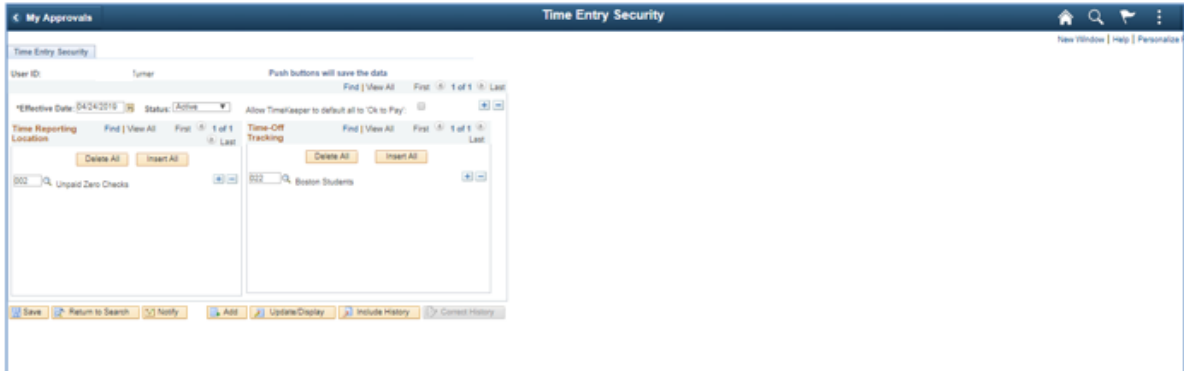 My Approvals
Time Entry Security
New Window | Help | Personalize
Time Entry Security
User ID: Turner Push buttons will save the data
Find | View All First 1 of 1 Last
*Effective Date: 04/24/2019 Status: Active Allow TimeKeeper to default all to 'Ok to Pay':
Time Reporting Location Find | View All First 1 of 1 Last
Delete All Insert All
002 Unpaid Zero Checks
Time-Off Tracking Find | View All First 1 of 1 Last
Delete All Insert All
022 Boston Students
Save Return to Search Notify Add Update/Display Include History Correct History